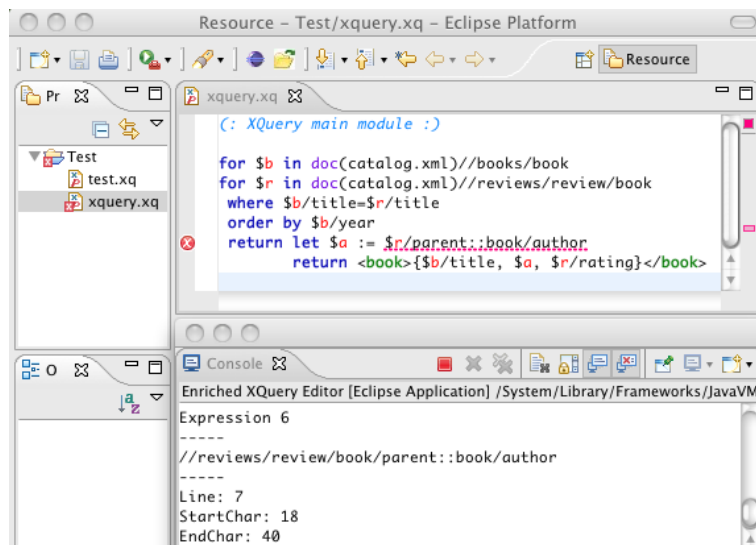 Resource – Test/xquery.xq – Eclipse Platform
Resource
Pr
Test
test.xq
xquery.xq
xquery.xq
(: XQuery main module :)
for $b in doc(catalog.xml)//books/book
for $r in doc(catalog.xml)//reviews/review/book
where $b/title=$r/title
order by $b/year
return let $a := $r/parent::book/author
return <book>{$b/title, $a, $r/rating}</book>
O
Console
Enriched XQuery Editor [Eclipse Application] /System/Library/Frameworks/JavaVM
Expression 6
-----
//reviews/review/book/parent::book/author
-----
Line: 7
StartChar: 18
EndChar: 40